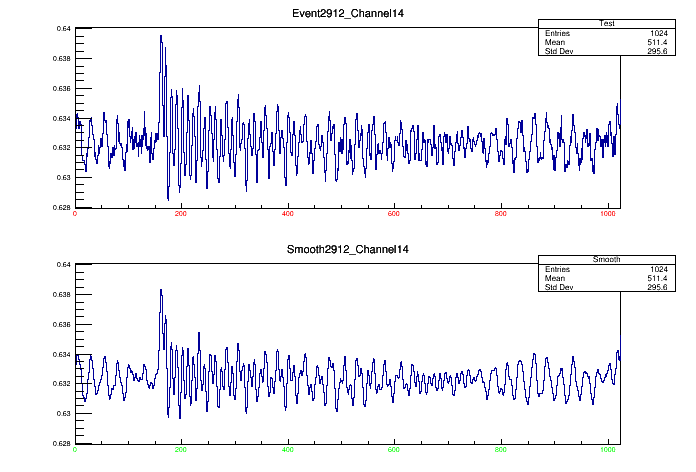 Event2912_Channel14
Test
Entries 1024
Mean 511.4
Std Dev 295.6
0.64
0.638
0.636
0.634
0.632
0.63
0.628
0 200 400 600 800 1000
Smooth2912_Channel14
Smooth
Entries 1024
Mean 511.4
Std Dev 295.6
0.64
0.638
0.636
0.634
0.632
0.63
0.628
0 200 400 600 800 1000